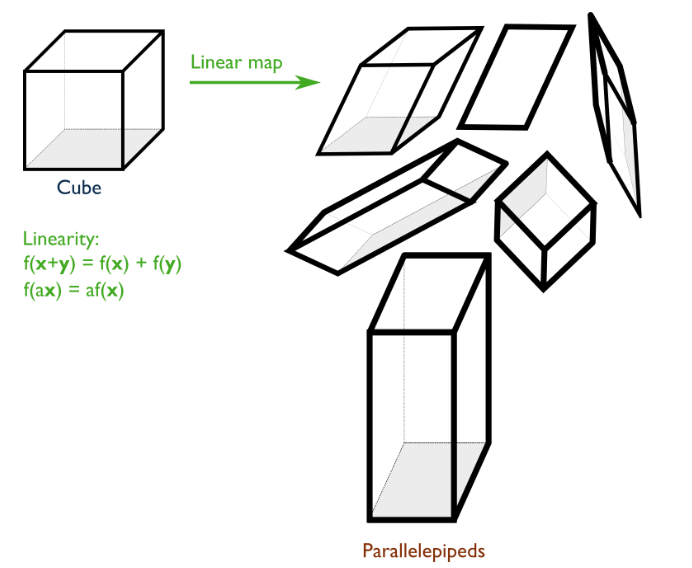 Linear map
Cube
Linearity:
f(x+y) = f(x) + f(y)
f(ax) = af(x)
Parallelepipeds